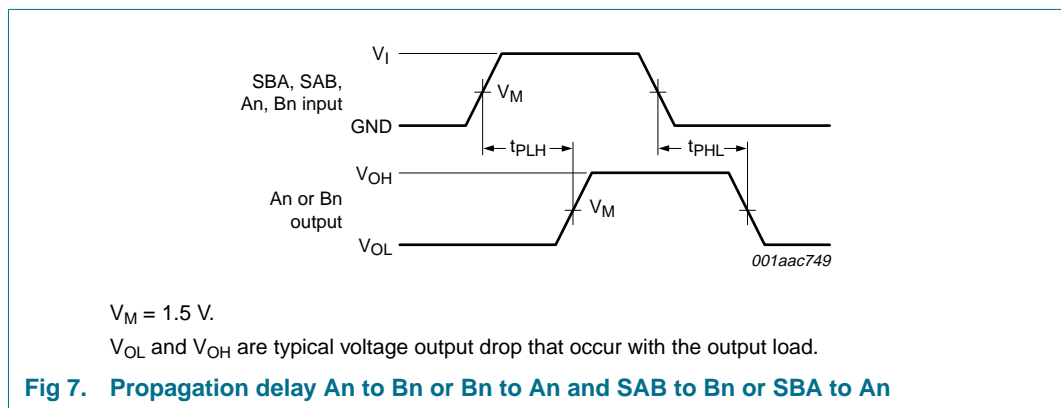 VI
SBA, SAB,
An, Bn input
VM
GND
tPLH
tPHL
VOH
An or Bn
output
VM
VOL
001aac749
VM = 1.5 V.
VOL and VOH are typical voltage output drop that occur with the output load.
Fig 7. Propagation delay An to Bn or Bn to An and SAB to Bn or SBA to An